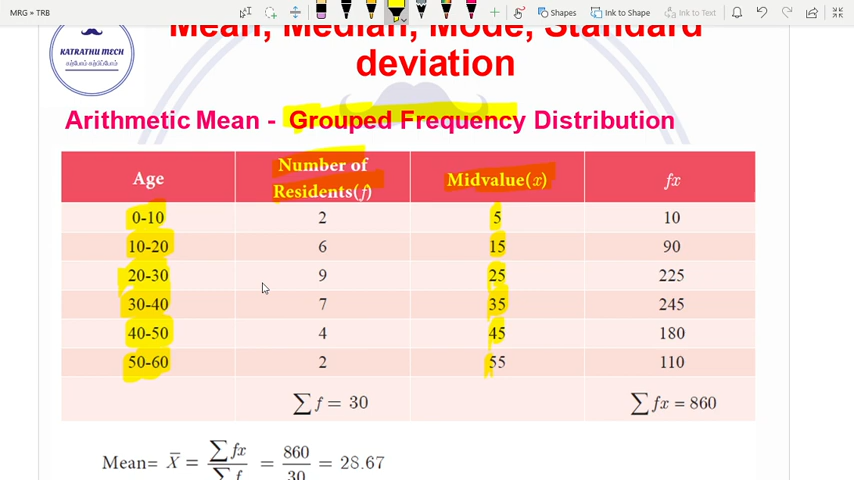 MRG » TRB
Shapes
Ink to Shape
Ink to Text
Mean, Median, Mode, Standard
deviation
KATRATHU MECH
கற்போம் கற்பிப்போம்
Arithmetic Mean - Grouped Frequency Distribution
Age Number of Residents(f) Midvalue(x) fx
0-10 2 5 10
10-20 6 15 90
20-30 9 25 225
30-40 7 35 245
40-50 4 45 180
50-60 2 55 110
∑ f = 30 ∑ fx = 860
Mean= X̄ = ∑ fx / ∑ f = 860 / 30 = 28.67